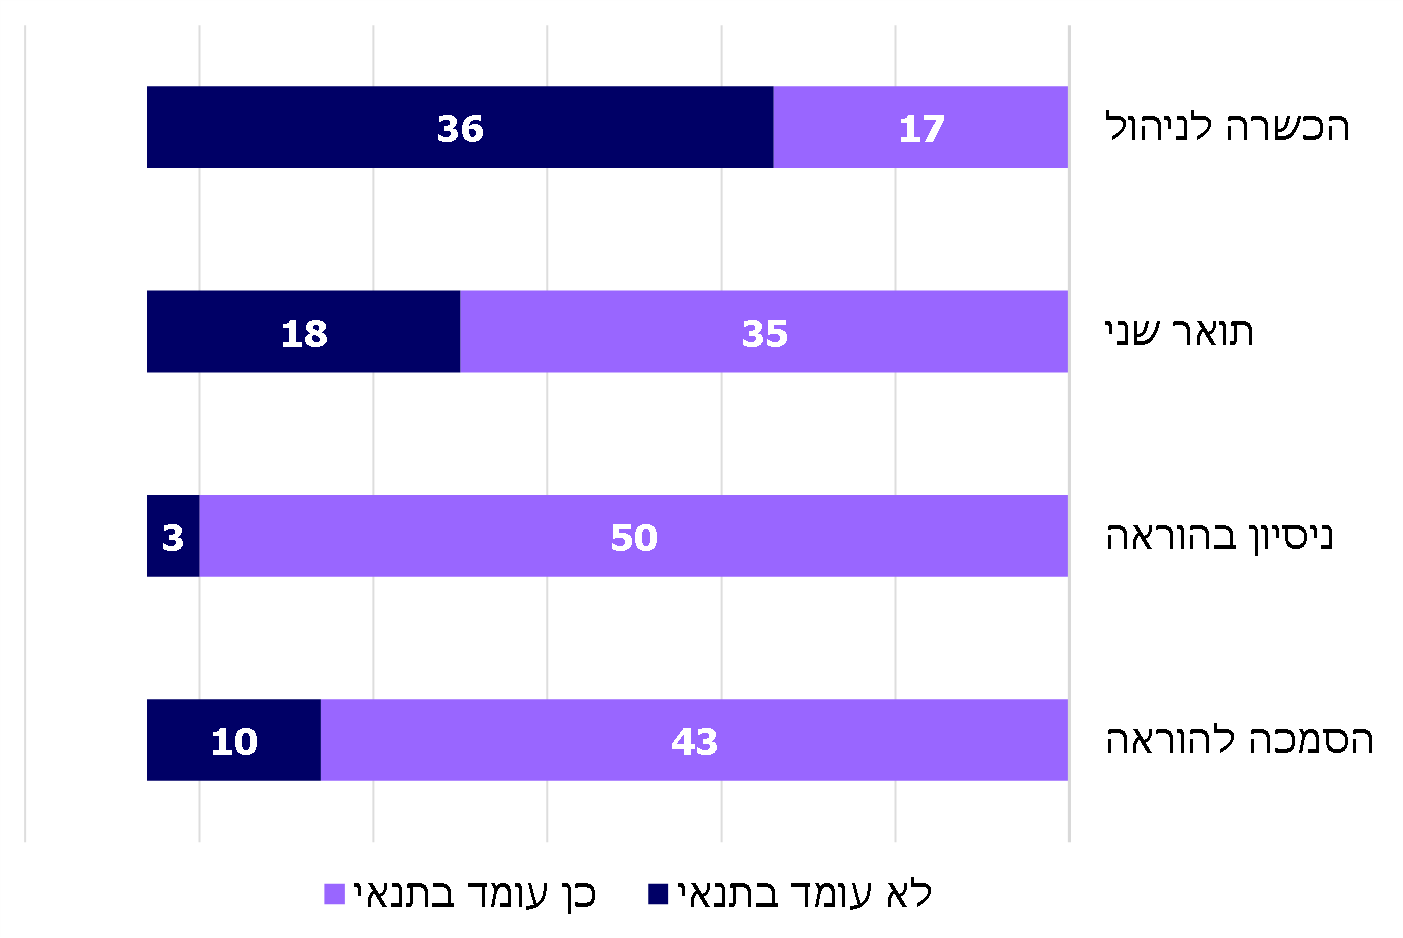 הכשרה לניהול
17
36
תואר שני
35
18
ניסיון בהוראה
50
3
הסמכה להוראה
43
10
לא עומד בתנאי
כן עומד בתנאי